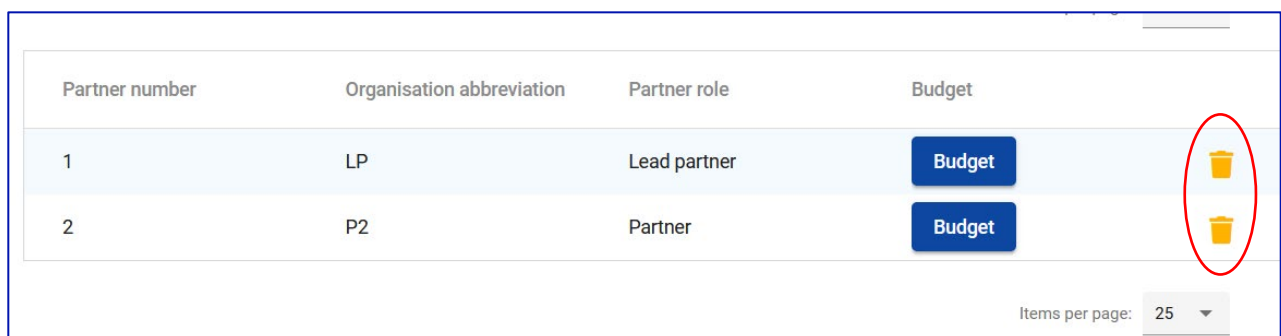 Partner number Organisation abbreviation Partner role Budget
1 LP Lead partner Budget
2 P2 Partner Budget
Items per page: 25